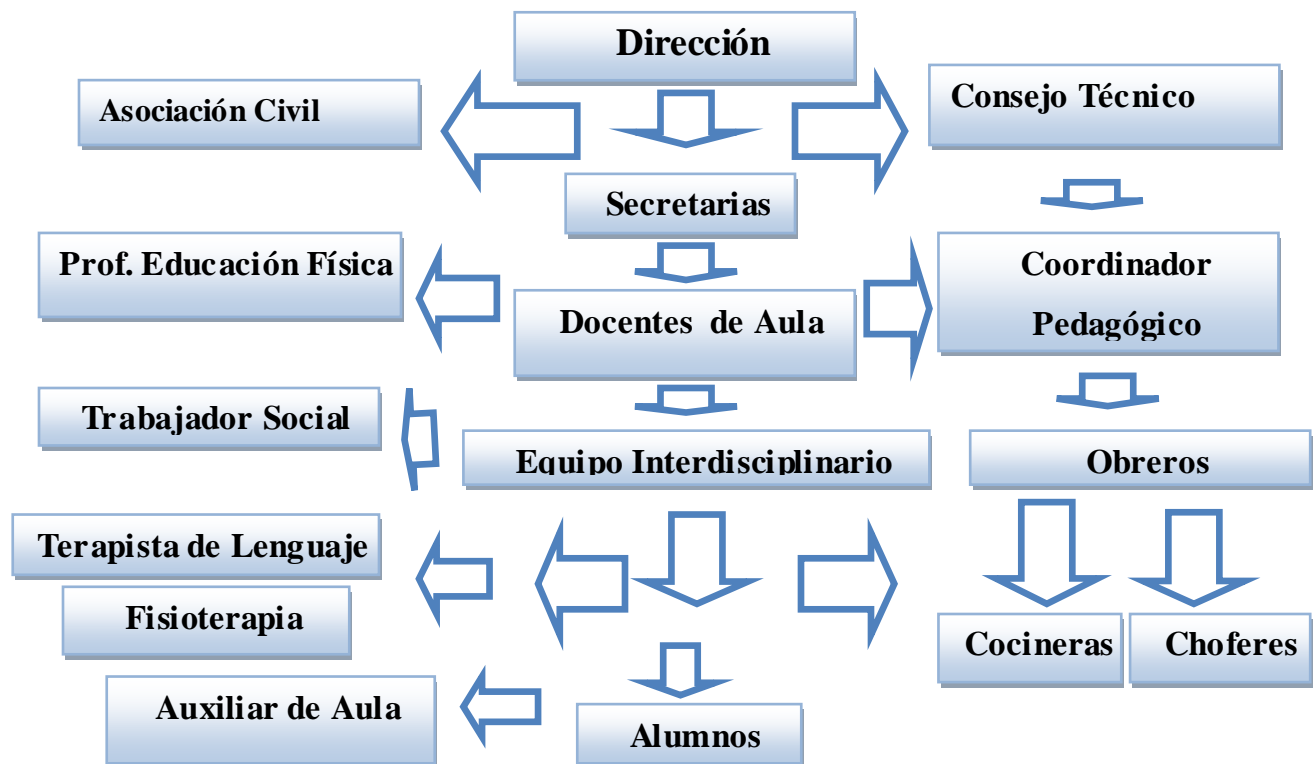 Dirección
Asociación Civil
Consejo Técnico
Secretarias
Prof. Educación Física
Docentes de Aula
Coordinador
Pedagógico
Trabajador Social
Equipo Interdisciplinario
Obreros
Terapista de Lenguaje
Fisioterapia
Cocineras
Choferes
Auxiliar de Aula
Alumnos